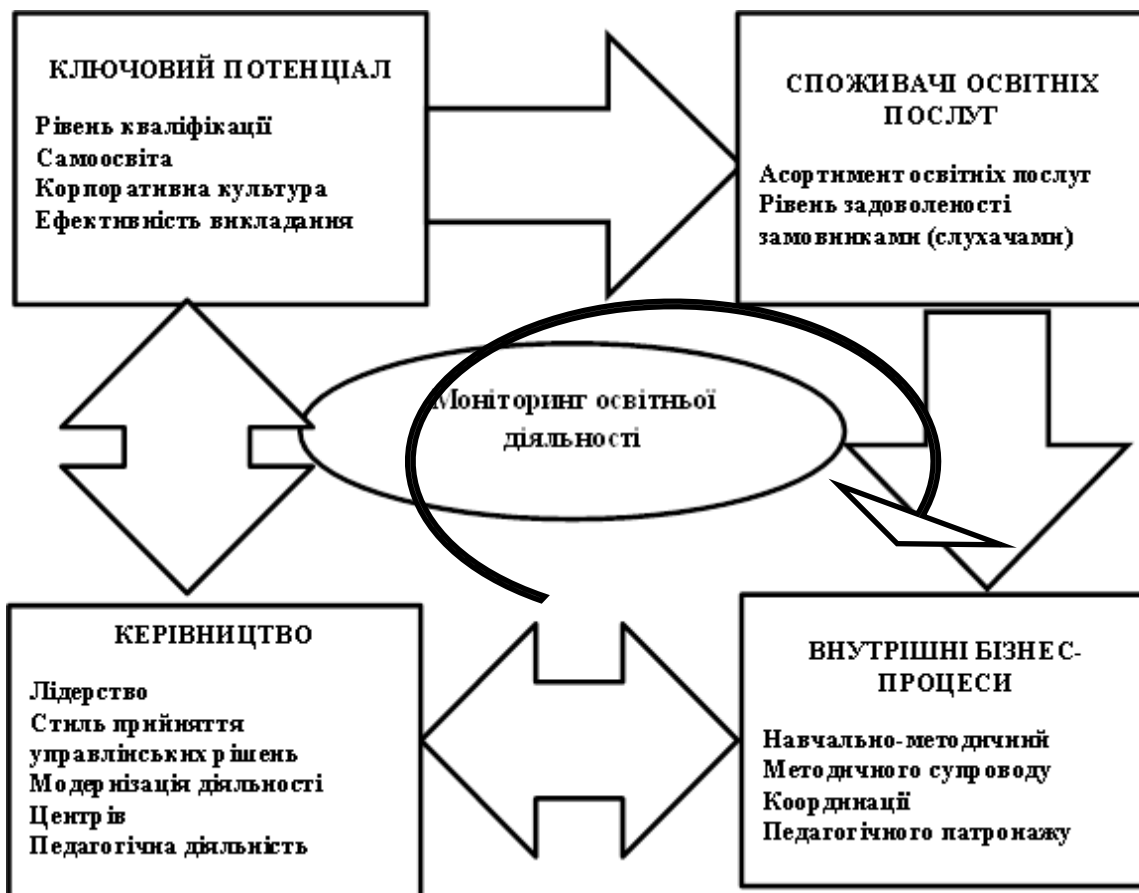 КЛЮЧОВИЙ ПОТЕНЦІАЛ
Рівень кваліфікації
Самоосвіта
Корпоративна культура
Ефективність викладання
СПОЖИВАЧІ ОСВІТНІХ
ПОСЛУГ
Асортимент освітніх послуг
Рівень задоволеності
замовниками (слухачами)
Моніторинг освітньої
діяльності
КЕРІВНИЦТВО
Лідерство
Стиль прийняття
управлінських рішень
Модернізація діяльності
Центрів
Педагогічна діяльність
ВНУТРІШНІ БІЗНЕС-
ПРОЦЕСИ
Навчально-методичний
Методичного супроводу
Координації
Педагогічного патронажу